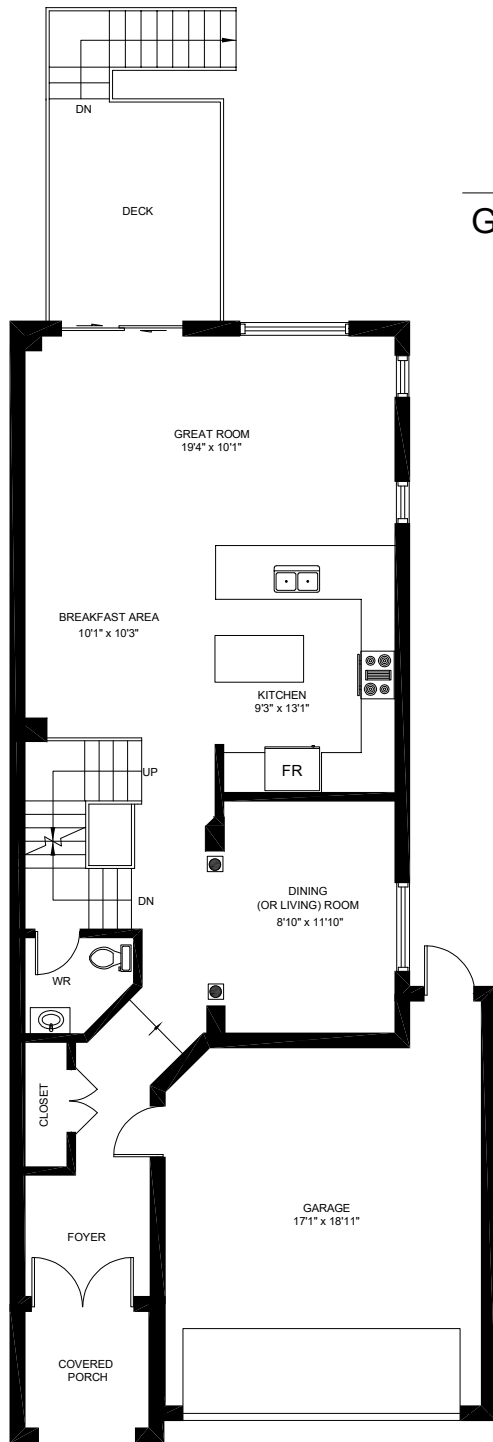 DN
DECK
G
GREAT ROOM
19'4" x 10'1"
BREAKFAST AREA
10'1" x 10'3"
KITCHEN
9'3" x 13'1"
FR
UP
DN
DINING
(OR LIVING) ROOM
8'10" x 11'10"
WR
CLOSET
GARAGE
17'1" x 18'11"
FOYER
COVERED
PORCH